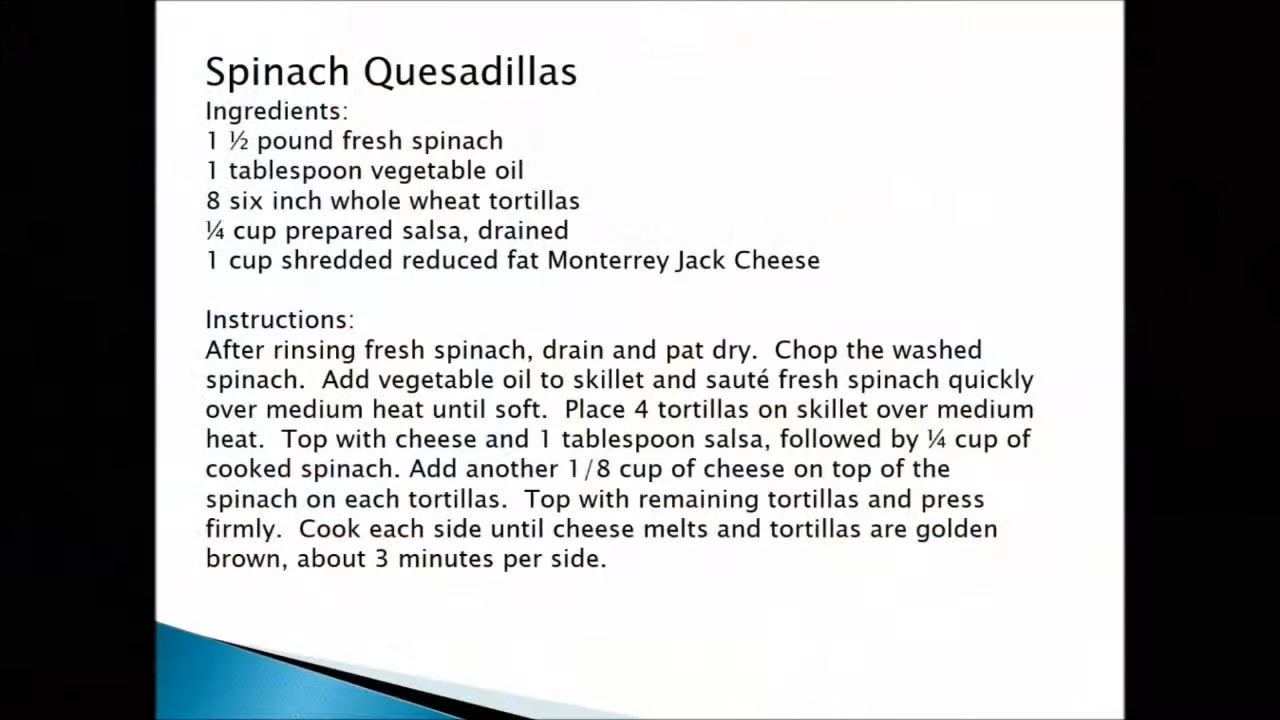 Spinach Quesadillas
Ingredients:
1 ½ pound fresh spinach
1 tablespoon vegetable oil
8 six inch whole wheat tortillas
¼ cup prepared salsa, drained
1 cup shredded reduced fat Monterrey Jack Cheese
Instructions:
After rinsing fresh spinach, drain and pat dry.  Chop the washed
spinach.  Add vegetable oil to skillet and sauté fresh spinach quickly
over medium heat until soft.  Place 4 tortillas on skillet over medium
heat.  Top with cheese and 1 tablespoon salsa, followed by ¼ cup of
cooked spinach. Add another 1/8 cup of cheese on top of the
spinach on each tortillas.  Top with remaining tortillas and press
firmly.  Cook each side until cheese melts and tortillas are golden
brown, about 3 minutes per side.